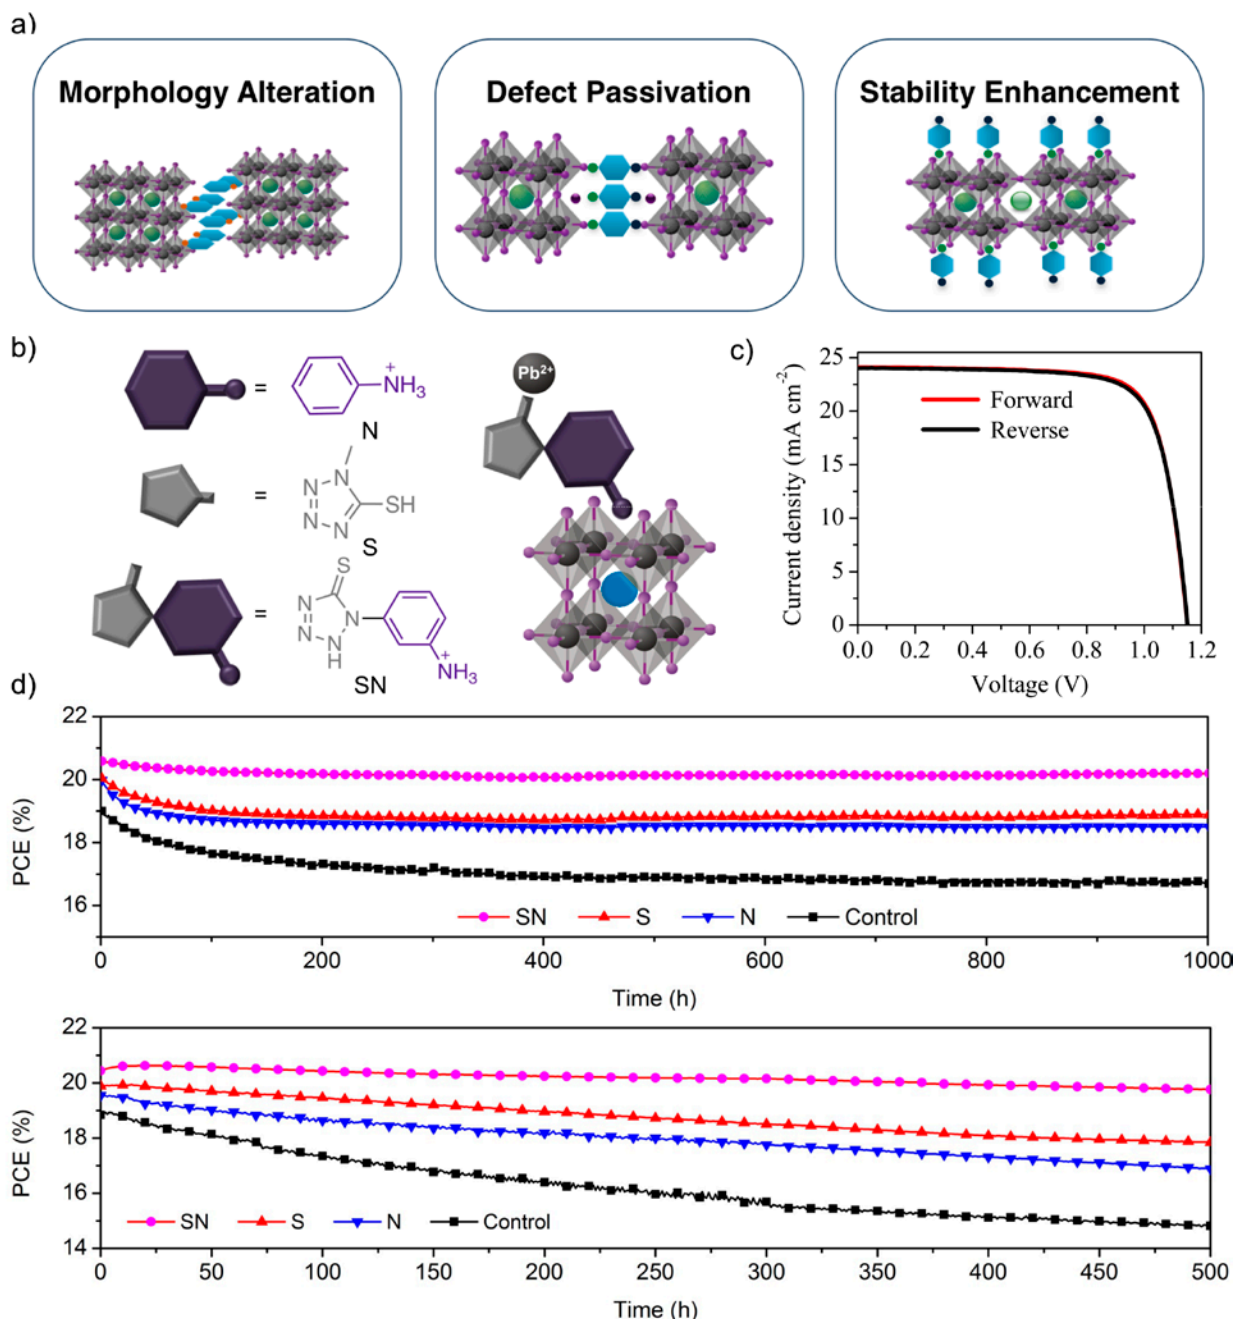 a)
Morphology Alteration
Defect Passivation
Stability Enhancement
b)
=
NH3
+
N
=
N
N
N
N
SH
S
=
S
N
N
N
N
H
NH3
+
SN
Pb2+
c)
Current density (mA cm-2)
25
20
15
10
5
0
Forward
Reverse
0.0 0.2 0.4 0.6 0.8 1.0 1.2
Voltage (V)
d)
PCE (%)
22
20
18
16
SN S N Control
0 200 400 600 800 1000
Time (h)
PCE (%)
22
20
18
16
14
SN S N Control
0 50 100 150 200 250 300 350 400 450 500
Time (h)